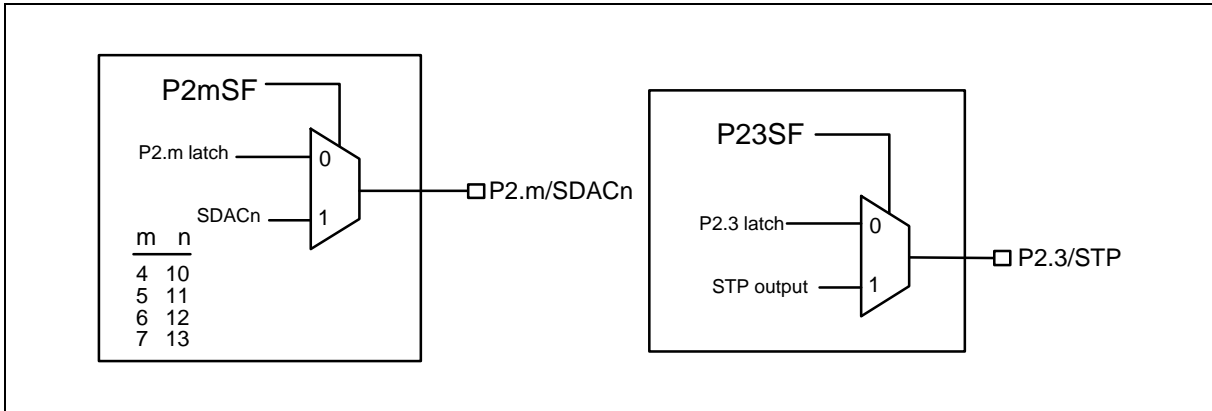 P2mSF
P2.m latch
0
P2.m/SDACn
SDACn
1
m n
4 10
5 11
6 12
7 13
P23SF
P2.3 latch
0
P2.3/STP
STP output
1